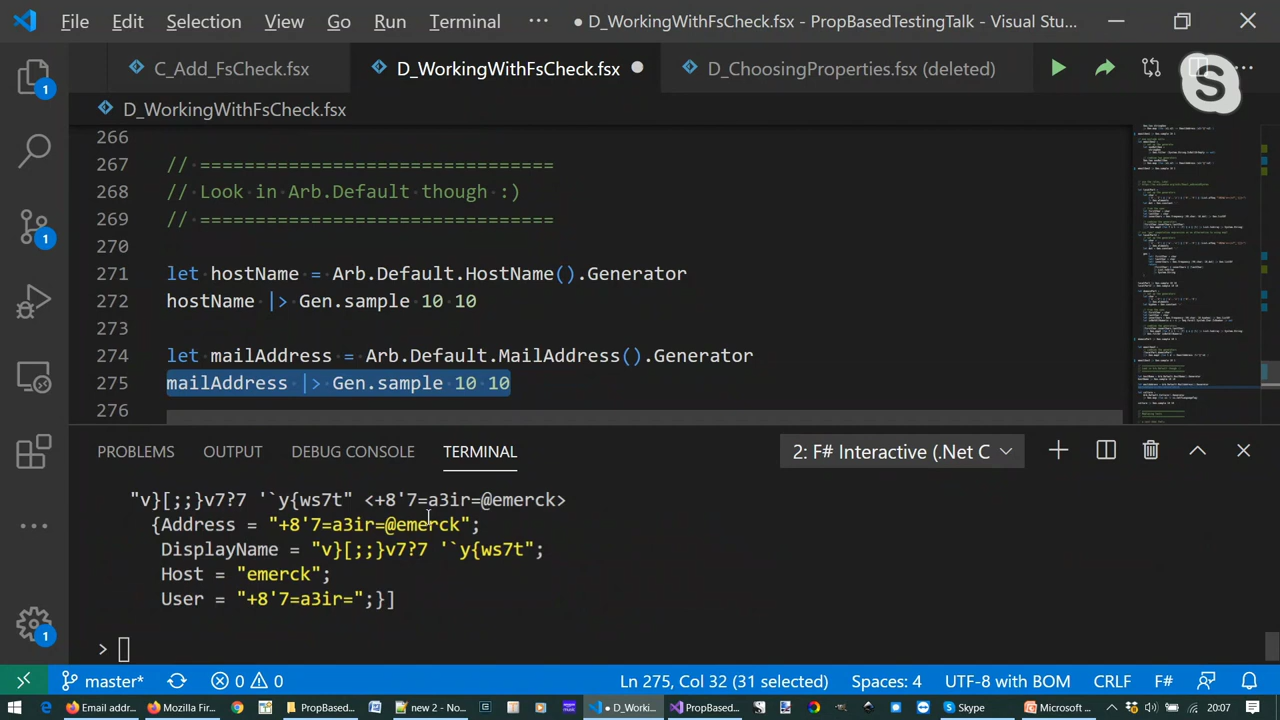 File Edit Selection View Go Run Terminal ··· ● D_WorkingWithFsCheck.fsx - PropBasedTestingTalk - Visual Stu...
C_Add_FsCheck.fsx D_WorkingWithFsCheck.fsx ● D_ChoosingProperties.fsx (deleted)
D_WorkingWithFsCheck.fsx
266
267 // ==============================
268 // Look in Arb.Default though :)
269 // ==============================
270
271 let hostName = Arb.Default.HostName().Generator
272 hostName |> Gen.sample 10 10
273
274 let mailAddress = Arb.Default.MailAddress().Generator
275 mailAddress |> Gen.sample 10 10
276
PROBLEMS OUTPUT DEBUG CONSOLE TERMINAL 2: F# Interactive (.Net C
"v}[;;}v7?7 '`y{ws7t" <+8'7=a3ir=@emerck>
{Address = "+8'7=a3ir=@emerck";
DisplayName = "v}[;;}v7?7 '`y{ws7t";
Host = "emerck";
User = "+8'7=a3ir=";}]
>
master* 0 0 Ln 275, Col 32 (31 selected) Spaces: 4 UTF-8 with BOM CRLF F#
Email addr... Mozilla Fir... PropBased... new 2 - No... ● D_Worki... PropBased... Skype Microsoft ... 20:07